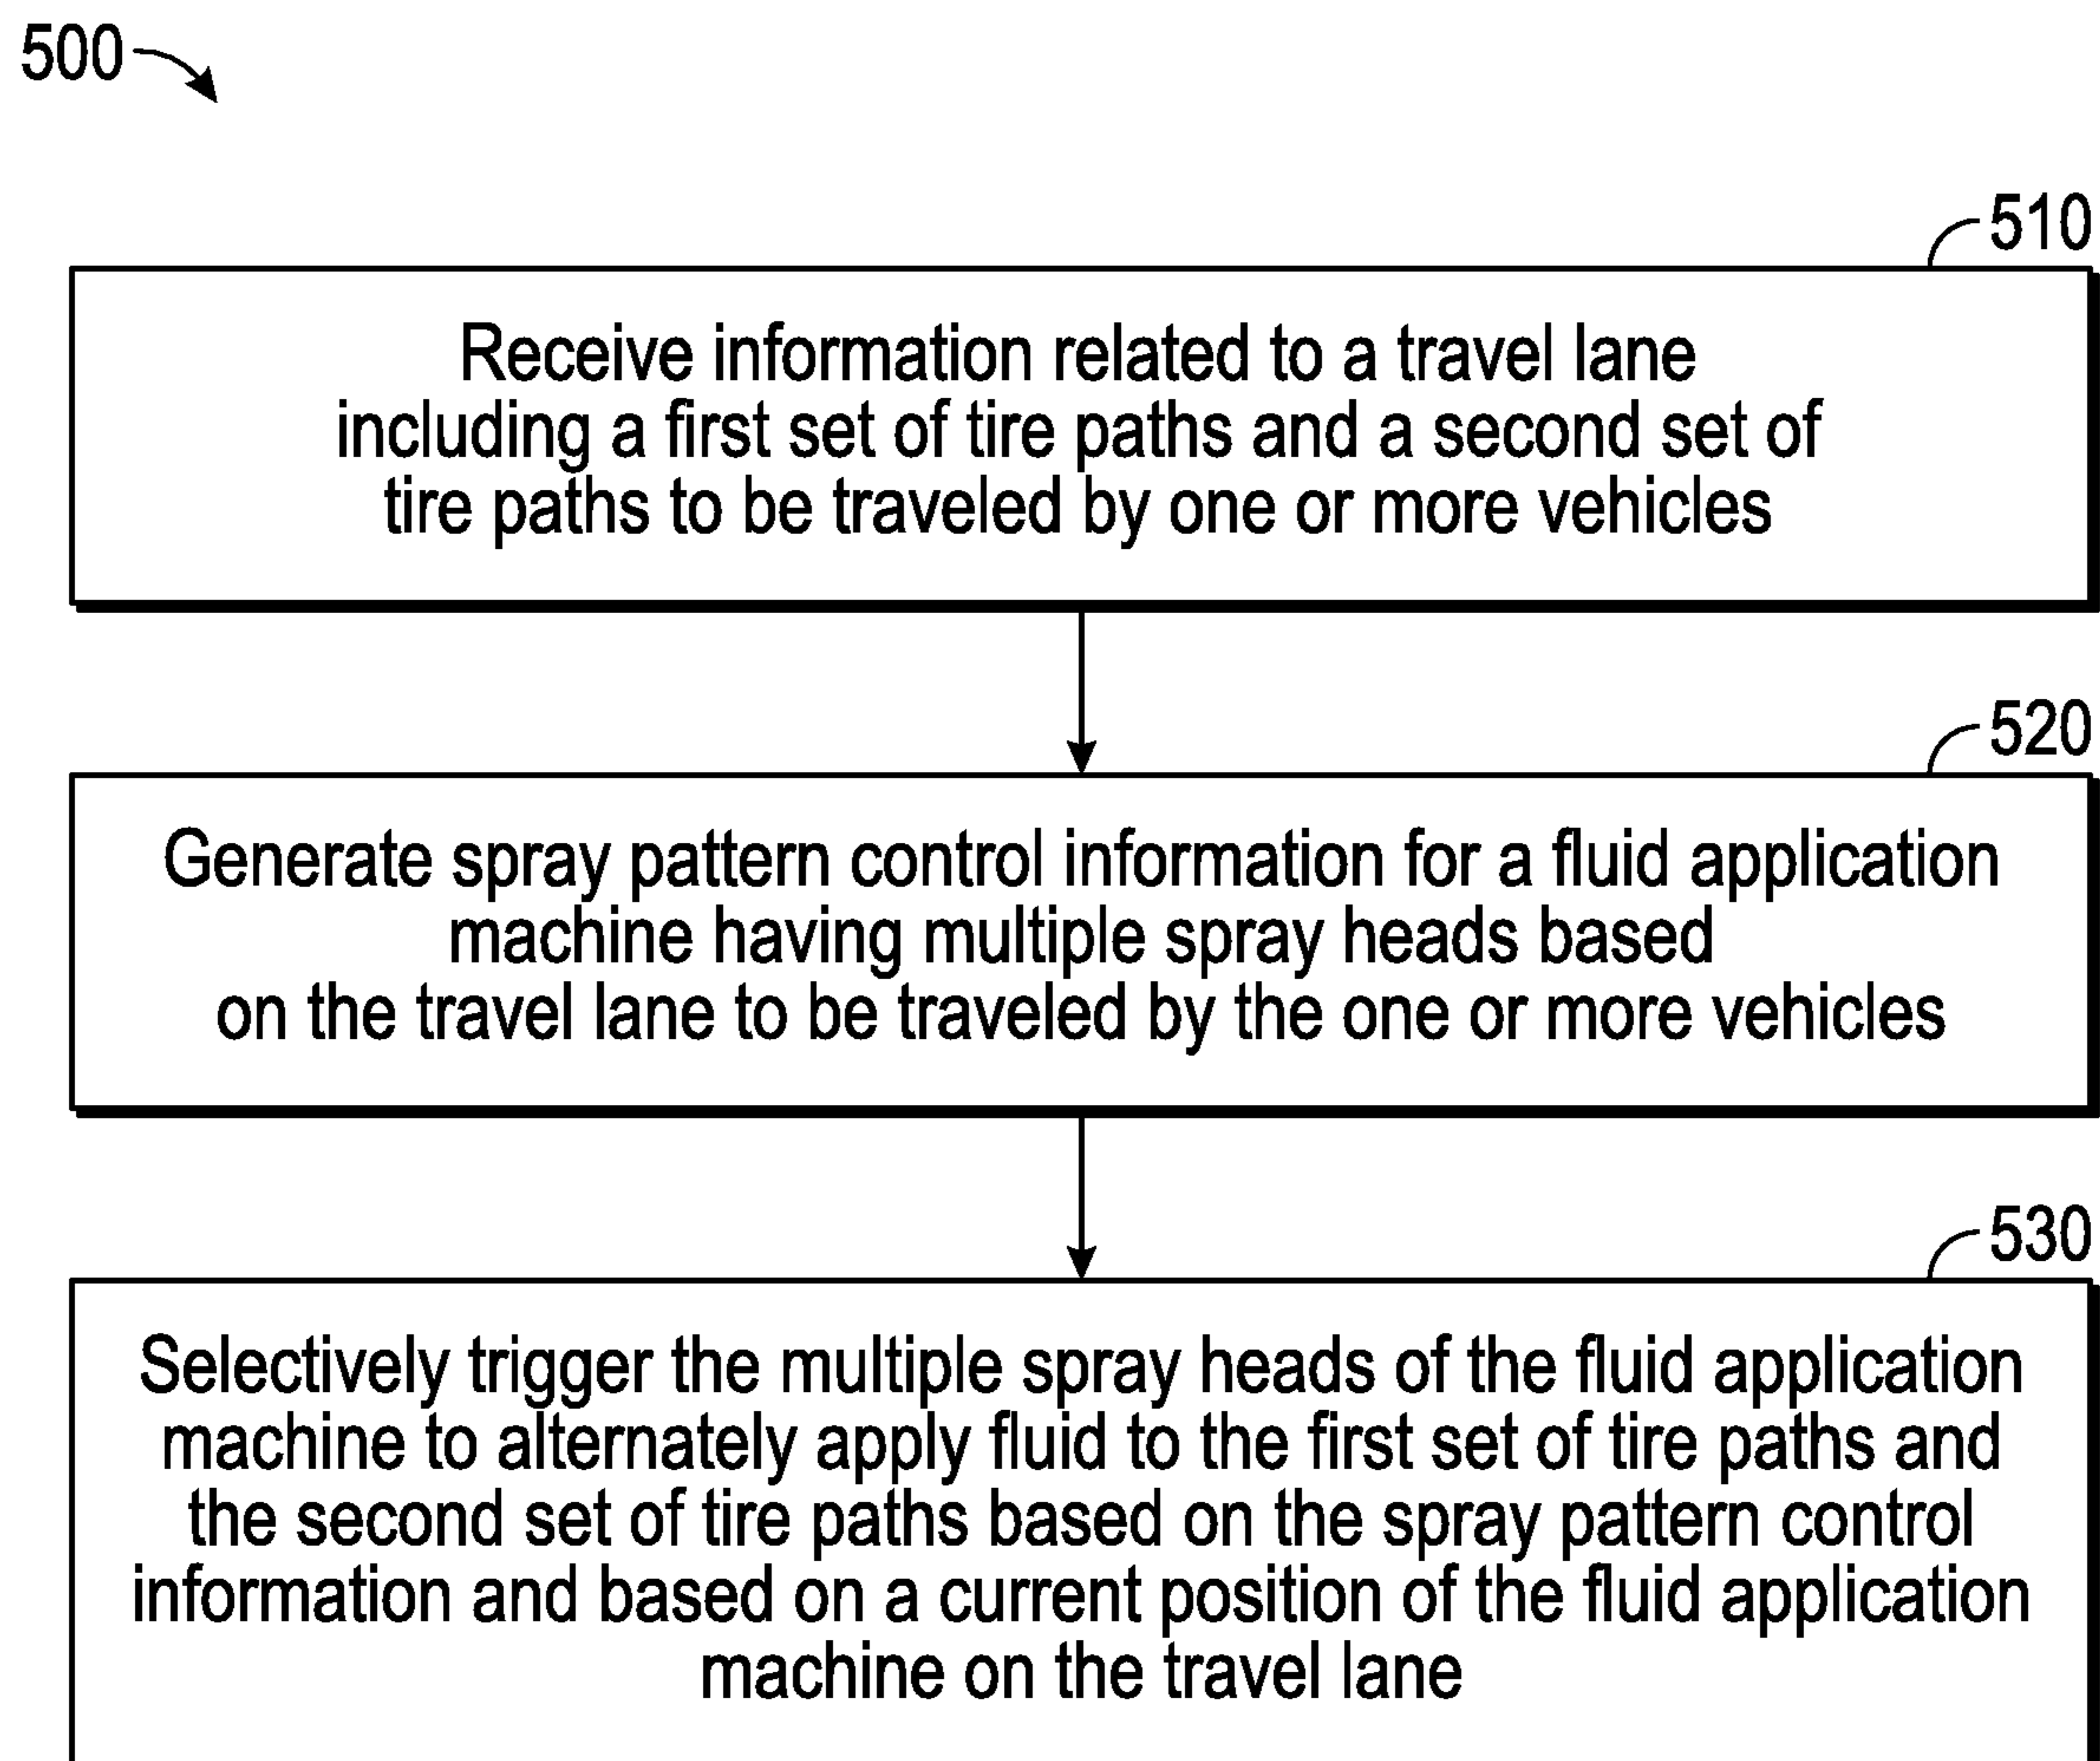 500
510
Receive information related to a travel lane
including a first set of tire paths and a second set of
tire paths to be traveled by one or more vehicles
520
Generate spray pattern control information for a fluid application
machine having multiple spray heads based
on the travel lane to be traveled by the one or more vehicles
530
Selectively trigger the multiple spray heads of the fluid application
machine to alternately apply fluid to the first set of tire paths and
the second set of tire paths based on the spray pattern control
information and based on a current position of the fluid application
machine on the travel lane